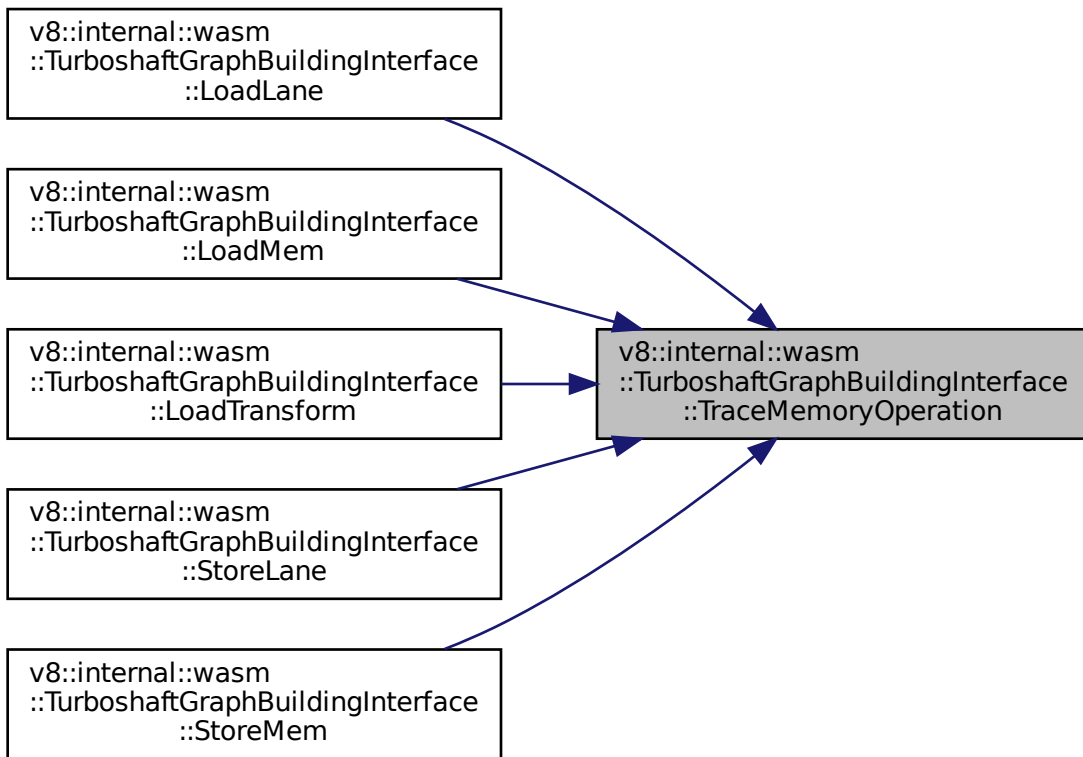 v8::internal::wasm
::TurboshaftGraphBuildingInterface
::LoadLane
v8::internal::wasm
::TurboshaftGraphBuildingInterface
::LoadMem
v8::internal::wasm
::TurboshaftGraphBuildingInterface
::LoadTransform
v8::internal::wasm
::TurboshaftGraphBuildingInterface
::StoreLane
v8::internal::wasm
::TurboshaftGraphBuildingInterface
::StoreMem
v8::internal::wasm
::TurboshaftGraphBuildingInterface
::TraceMemoryOperation